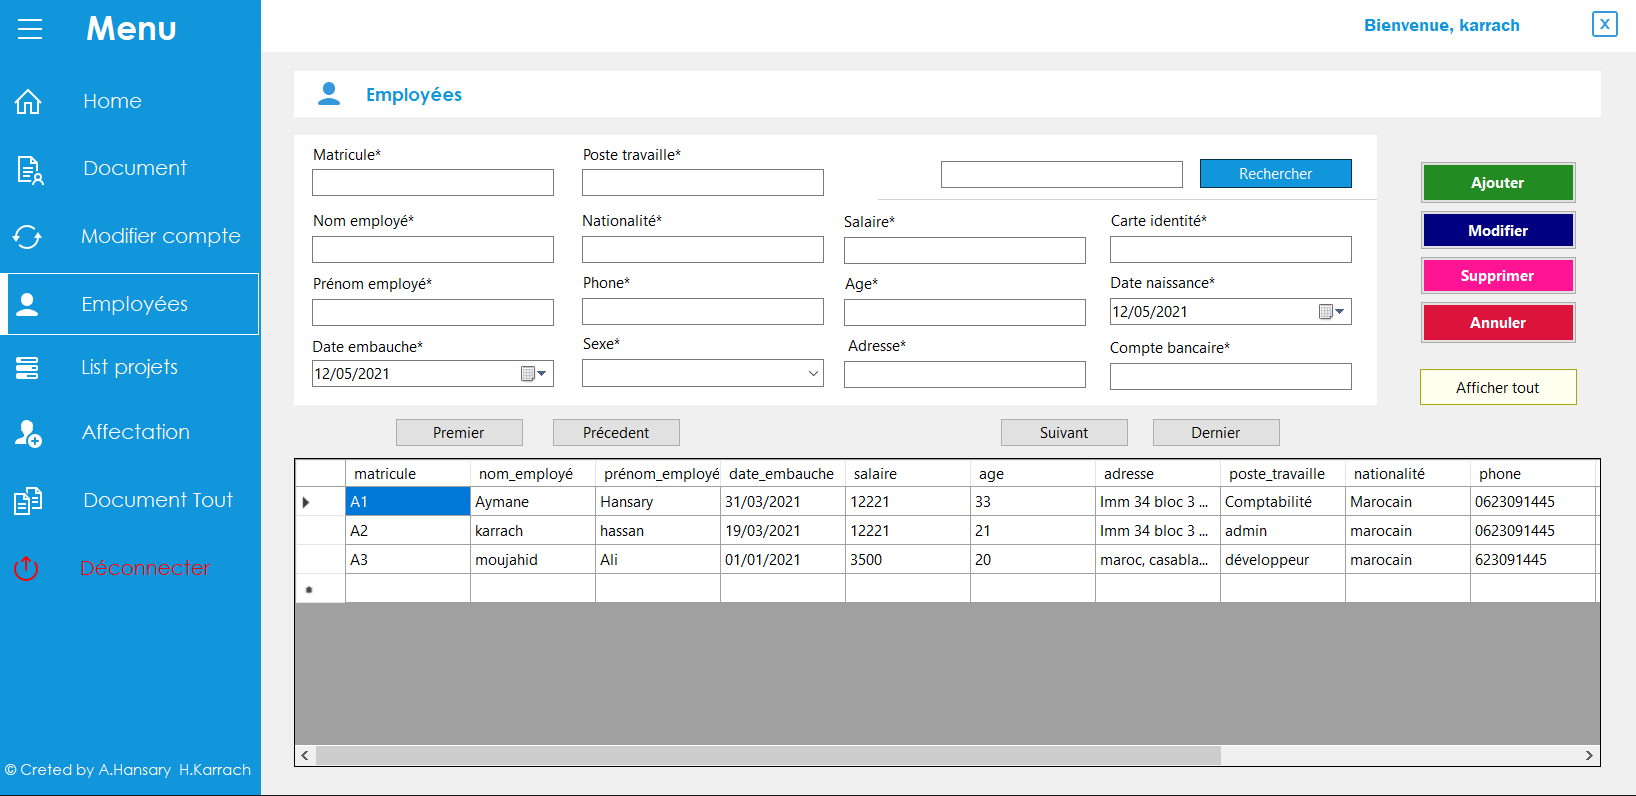 Menu
Bienvenue, karrach
X
Home
Document
Modifier compte
Employées
List projets
Affectation
Document Tout
Déconnecter
© Creted by A.Hansary H.Karrach
Employées
Matricule* Poste travaille* Rechercher
Nom employé* Nationalité* Salaire* Carte identité*
Prénom employé* Phone* Age* Date naissance*
12/05/2021
Date embauche* Sexe* Adresse* Compte bancaire*
12/05/2021
Ajouter
Modifier
Supprimer
Annuler
Afficher tout
Premier Précedent Suivant Dernier
matricule nom_employé prénom_employé date_embauche salaire age adresse poste_travaille nationalité phone
A1 Aymane Hansary 31/03/2021 12221 33 Imm 34 bloc 3 ... Comptabilité Marocain 0623091445
A2 karrach hassan 19/03/2021 12221 21 Imm 34 bloc 3 ... admin marocain 0623091445
A3 moujahid Ali 01/01/2021 3500 20 maroc, casabla... développeur marocain 623091445